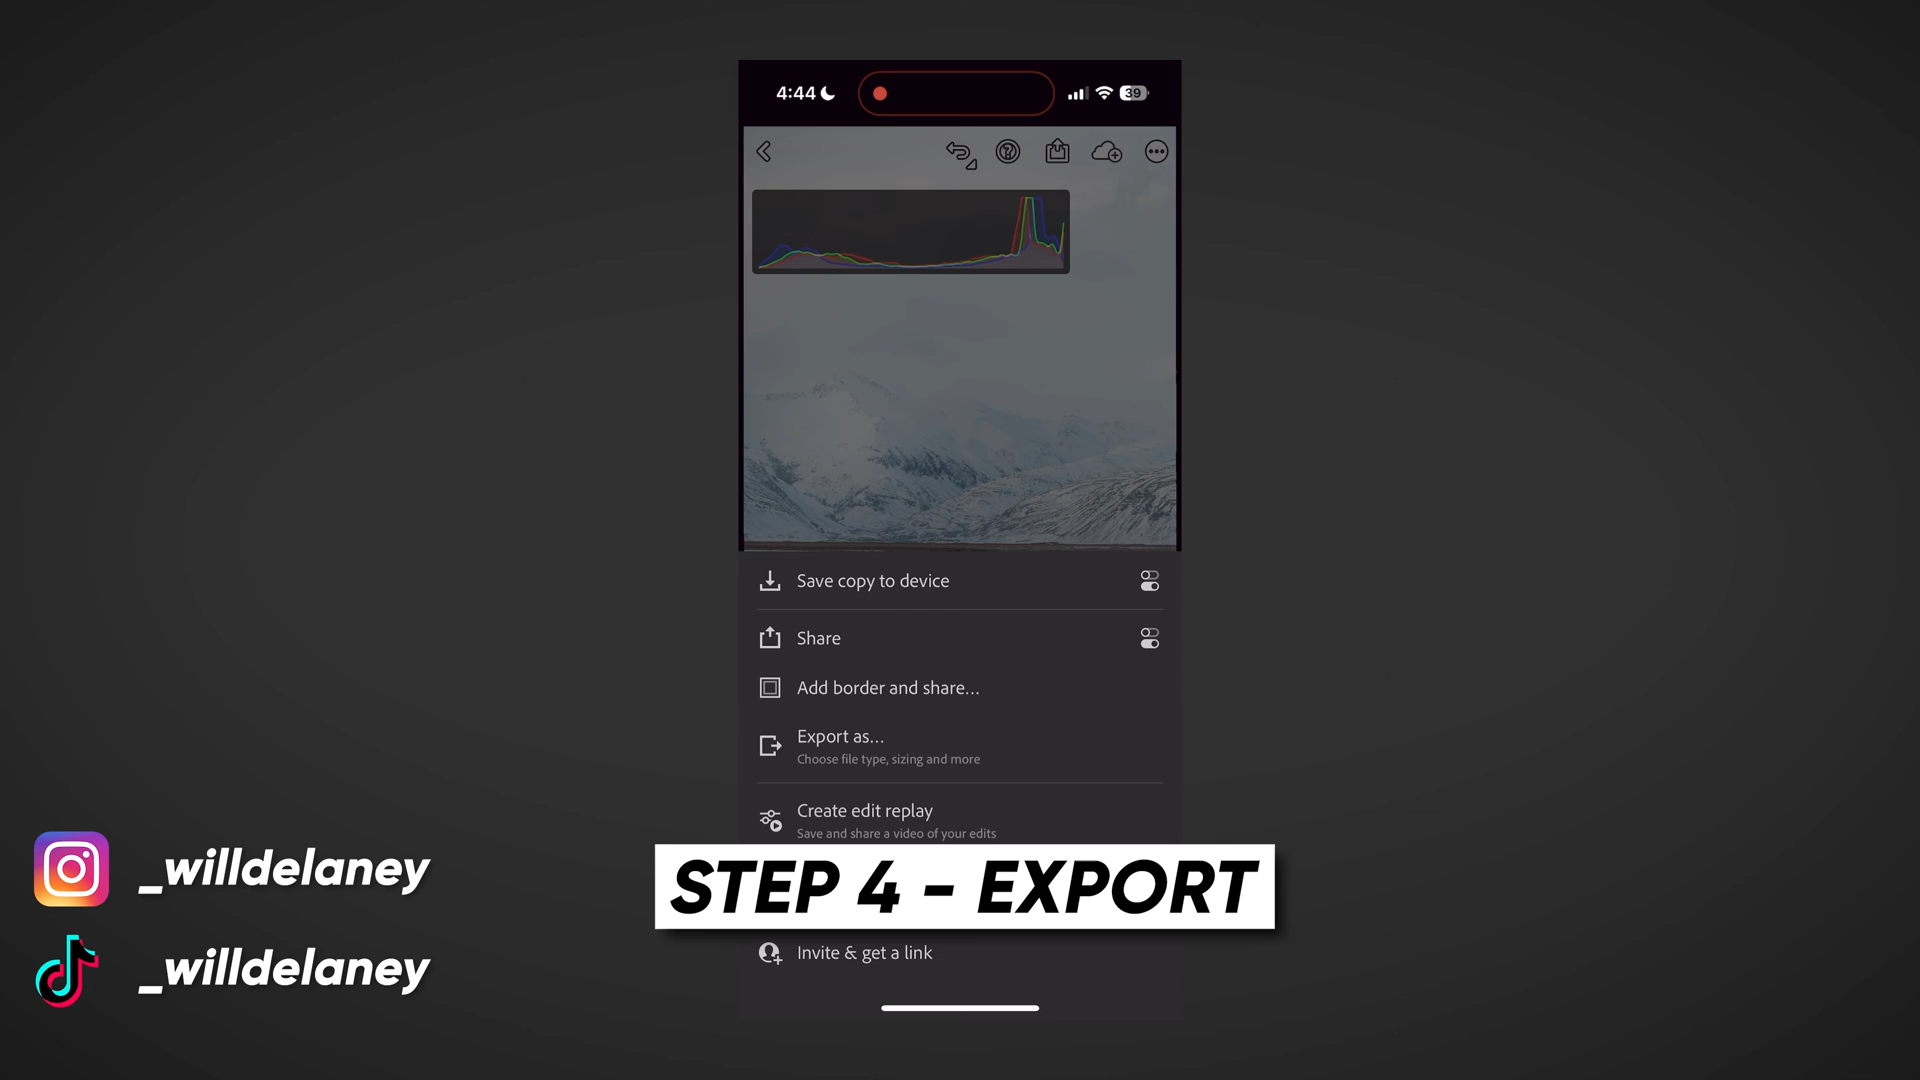 4:44
39
Save copy to device
Share
Add border and share...
Export as...
Choose file type, sizing and more
Create edit replay
Save and share a video of your edits
STEP 4 - EXPORT
Invite & get a link
_willdelaney
_willdelaney